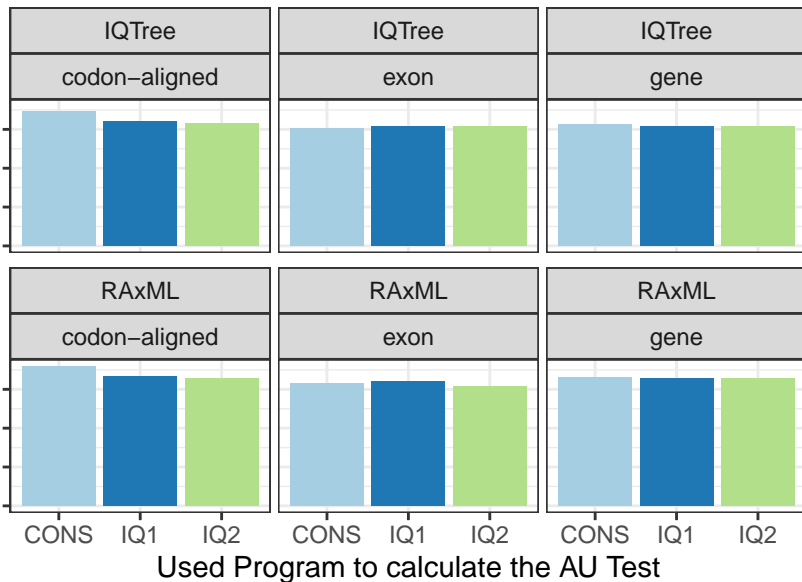 IQTree IQTree IQTree
codon−aligned exon gene
RAxML RAxML RAxML
codon−aligned exon gene
CONS IQ1 IQ2 CONS IQ1 IQ2 CONS IQ1 IQ2
Used Program to calculate the AU Test